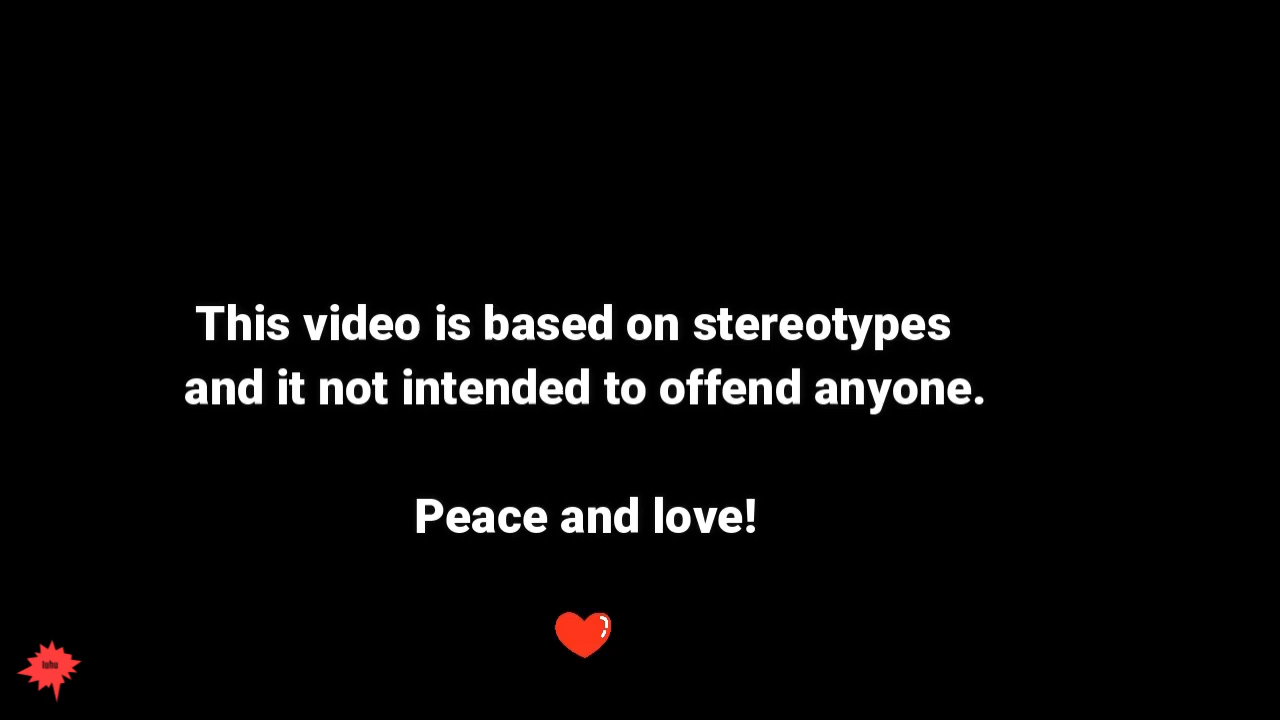 This video is based on stereotypes
and it not intended to offend anyone.
Peace and love!